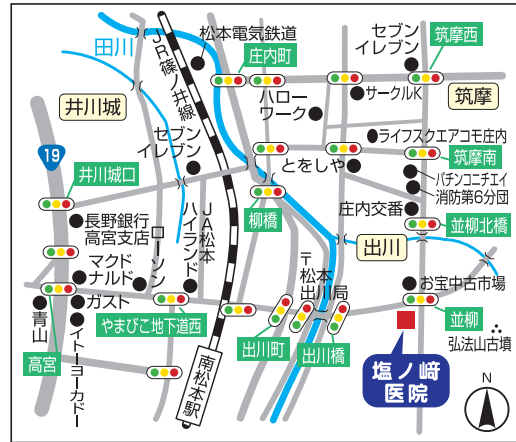 田川
JR篠ノ井線
松本電気鉄道
庄内町
セブン
イレブン
筑摩西
井川城
ハロー
ワーク
サークルK
筑摩
セブン
イレブン
ライフスクエアコモ庄内
19
とをしや
筑摩南
井川城口
パチンコニチエイ
消防第6分団
長野銀行
高宮支店
ローソン
JA松本
ハイランド
柳橋
庄内交番
並柳北橋
出川
マクド
ナルド
〒松本
出川局
お宝中古市場
ガスト
青山
イトーヨーカドー
やまびこ地下道西
高宮
出川町
出川橋
並柳
弘法山古墳
南松本駅
塩ノ﨑
医院
N